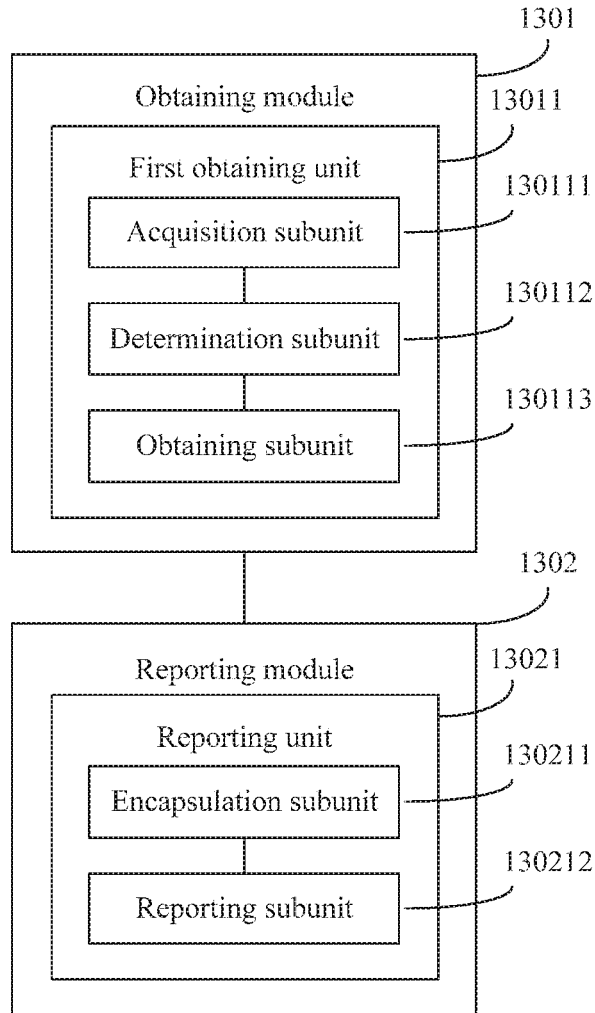 1301
Obtaining module
13011
First obtaining unit
130111
Acquisition subunit
130112
Determination subunit
130113
Obtaining subunit
1302
Reporting module
13021
Reporting unit
130211
Encapsulation subunit
130212
Reporting subunit